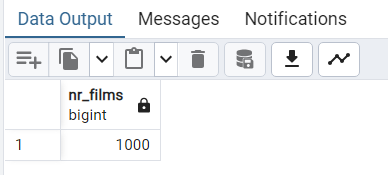 Data Output Messages Notifications
nr_films
bigint
1 1000